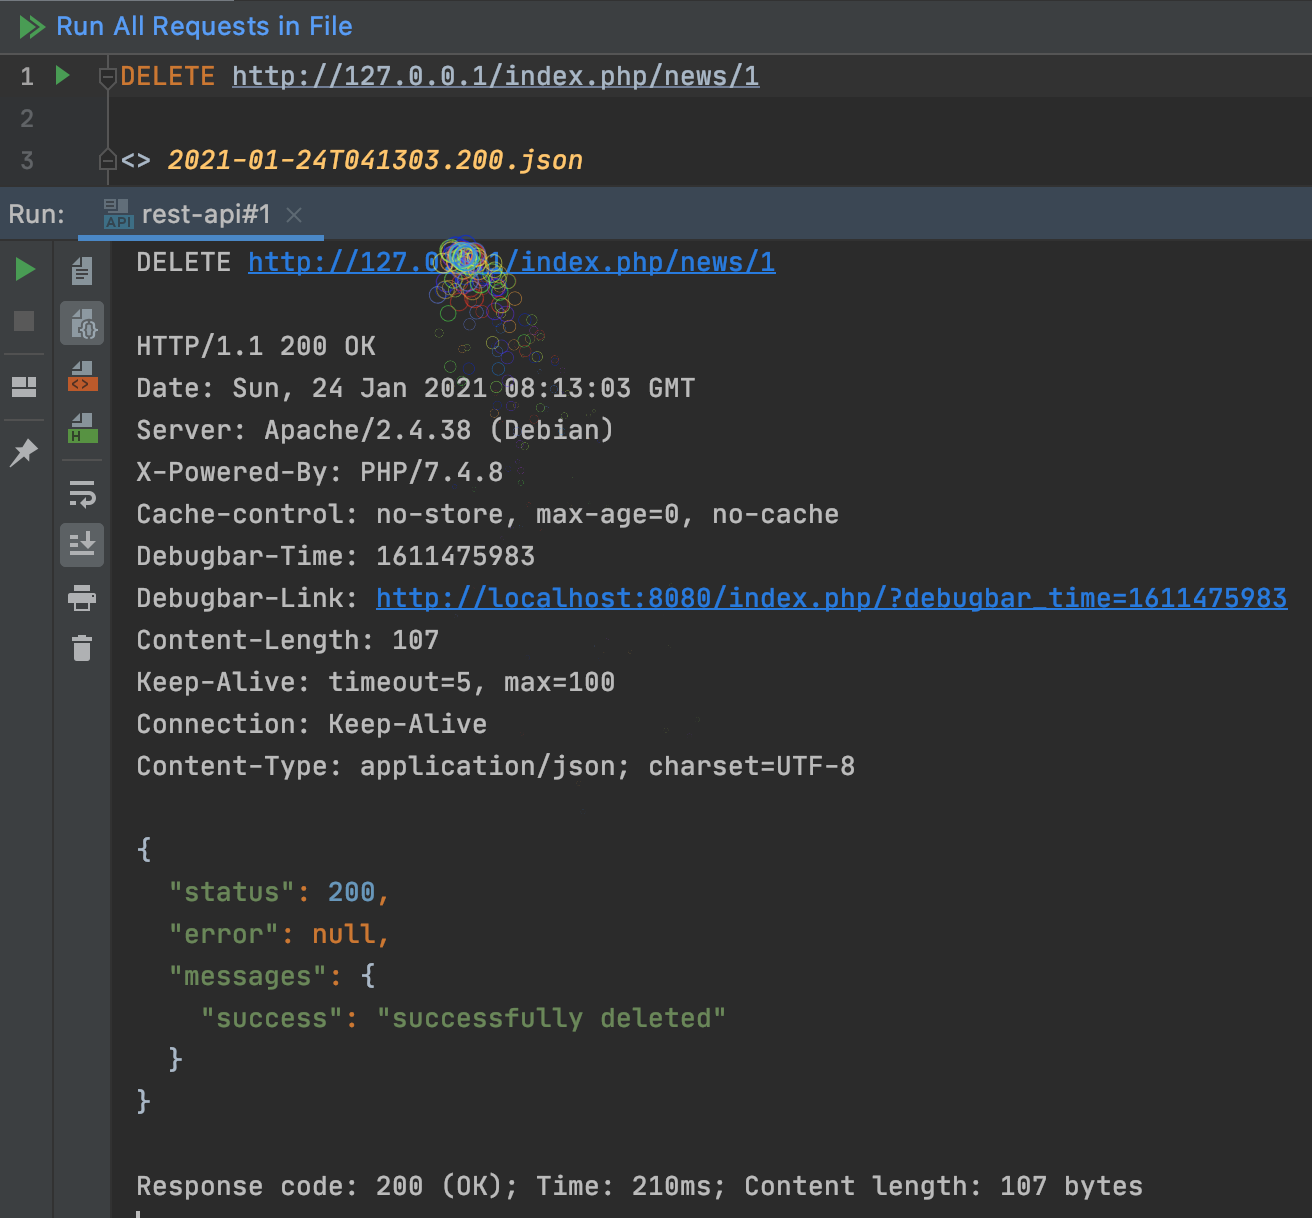 Run All Requests in File
1 DELETE http://127.0.0.1/index.php/news/1
2
3 <> 2021-01-24T041303.200.json
Run: API rest-api#1
DELETE http://127.0 1/index.php/news/1
HTTP/1.1 200 OK
Date: Sun, 24 Jan 2021 08:13:03 GMT
Server: Apache/2.4.38 (Debian)
X-Powered-By: PHP/7.4.8
Cache-control: no-store, max-age=0, no-cache
Debugbar-Time: 1611475983
Debugbar-Link: http://localhost:8080/index.php/?debugbar_time=1611475983
Content-Length: 107
Keep-Alive: timeout=5, max=100
Connection: Keep-Alive
Content-Type: application/json; charset=UTF-8
{
"status": 200,
"error": null,
"messages": {
"success": "successfully deleted"
}
}
Response code: 200 (OK); Time: 210ms; Content length: 107 bytes